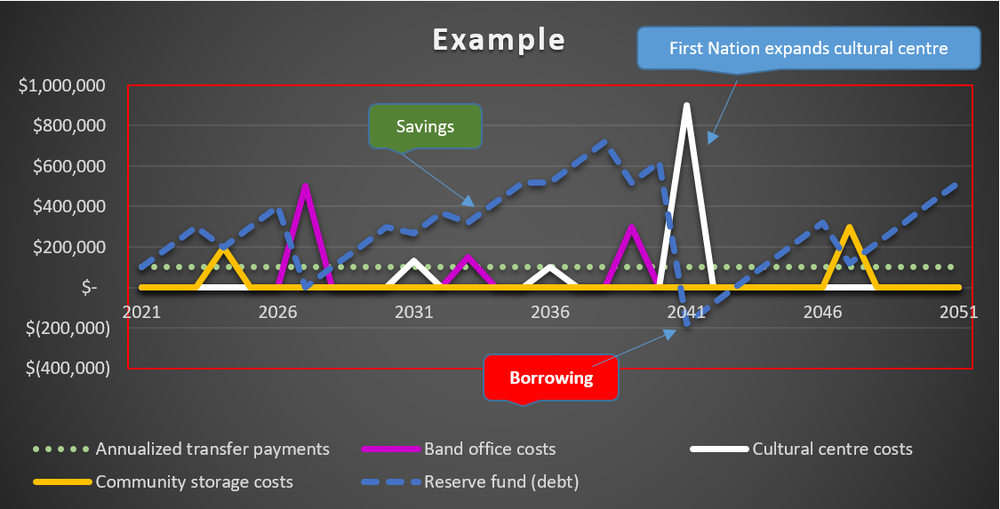 Example
First Nation expands cultural centre
$1,000,000
$800,000
Savings
$600,000
$400,000
$200,000
$-
2021 2026 2031 2036 2041 2046 2051
$(200,000)
$(400,000)
Borrowing
Annualized transfer payments Band office costs Cultural centre costs
Community storage costs Reserve fund (debt)